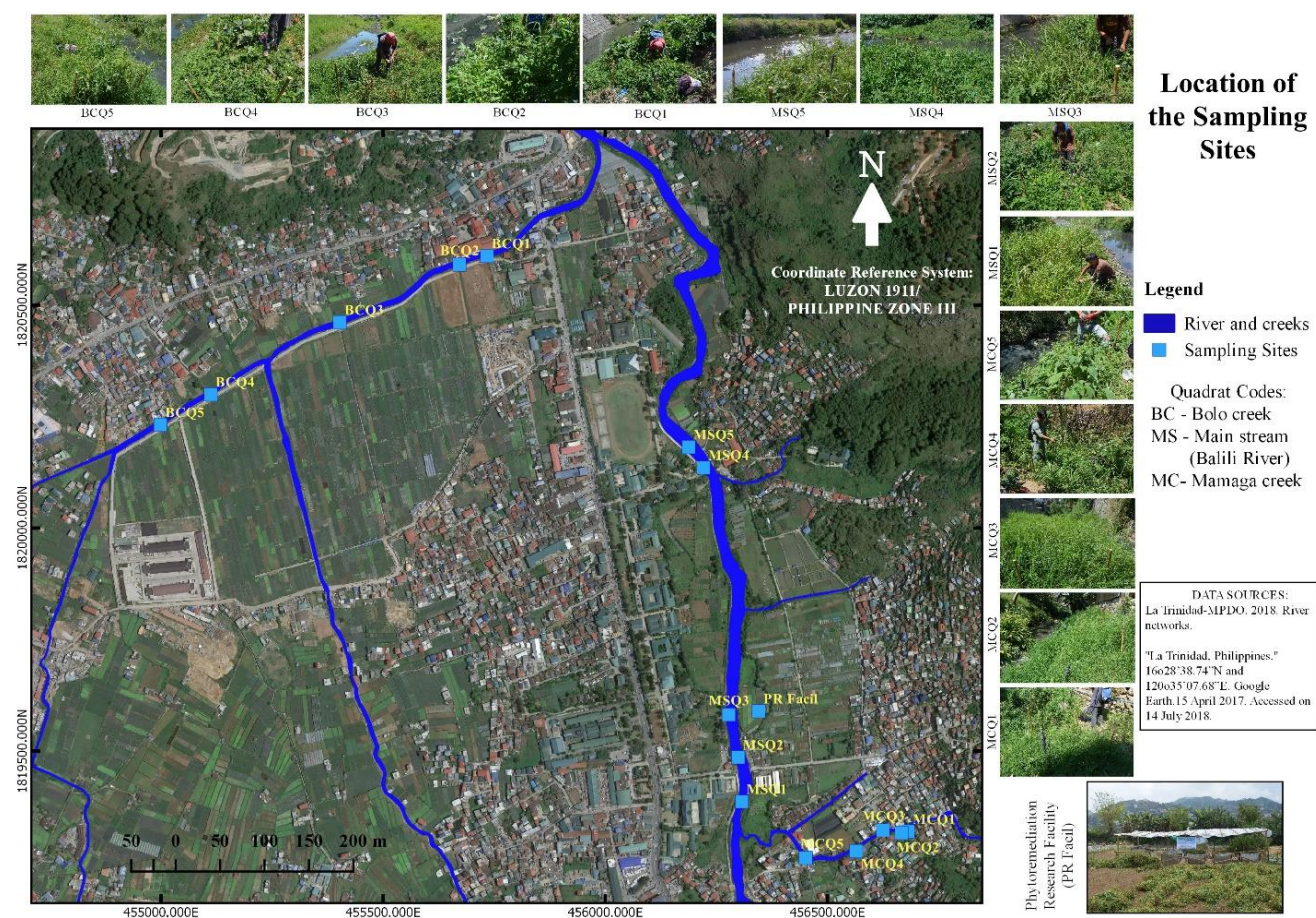 BCQ5
BCQ4
BCQ3
BCQ2
BCQ1
MSQ5
MSQ4
MSQ3
Location of
the Sampling
Sites
MSQ2
MSQ1
MCQ5
MCQ4
MCQ3
MCQ2
MCQ1
N
Coordinate Reference System:
LUZON 1911/
PHILIPPINE ZONE III
BCQ2
BCQ1
BCQ3
BCQ4
BCQ5
MSQ5
MSQ4
MSQ3
PR Facil
MSQ2
MSQ1
MCQ3
MCQ1
MCQ2
MCQ5
MCQ4
50 0 50 100 150 200 m
1820500.000N
1820000.000N
1819500.000N
455000.000E
455500.000E
456000.000E
456500.000E
Legend
River and creeks
Sampling Sites
Quadrat Codes:
BC - Bolo creek
MS - Main stream
(Balili River)
MC- Mamaga creek
DATA SOURCES:
La Trinidad-MPDO. 2018. River
networks.
"La Trinidad, Philippines."
16o28'38.74"N and
120o35'07.68"E. Google
Earth.15 April 2017. Accessed on
14 July 2018.
Phytoremediation
Research Facility
(PR Facil)